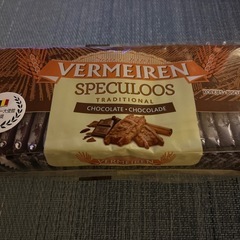 VERMEIREN
SPECULOOS
TRADITIONAL
CHOCOLATE - CHOCOLADE
VERMEIREN